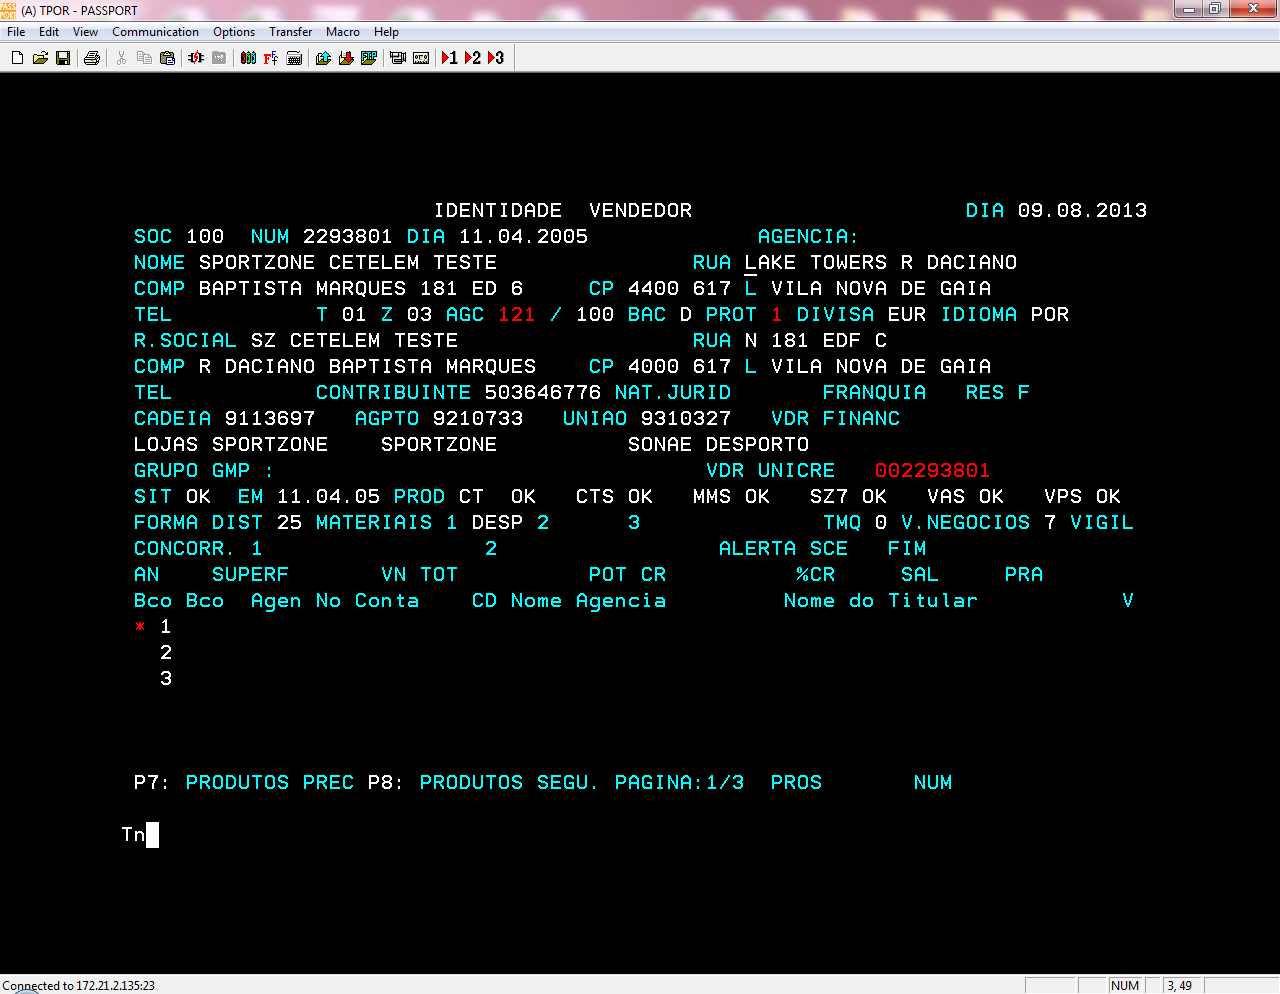 (A) TPOR - PASSPORT
File Edit View Communication Options Transfer Macro Help
1 2 3
IDENTIDADE VENDEDOR DIA 09.08.2013
SOC 100 NUM 2293801 DIA 11.04.2005 AGENCIA:
NOME SPORTZONE CETELEM TESTE RUA LAKE TOWERS R DACIANO
COMP BAPTISTA MARQUES 181 ED 6 CP 4400 617 L VILA NOVA DE GAIA
TEL T 01 Z 03 AGC 121 / 100 BAC D PROT 1 DIVISA EUR IDIOMA POR
R.SOCIAL SZ CETELEM TESTE RUA N 181 EDF C
COMP R DACIANO BAPTISTA MARQUES CP 4000 617 L VILA NOVA DE GAIA
TEL CONTRIBUINTE 503646776 NAT.JURID FRANQUIA RES F
CADEIA 9113697 AGPTO 9210733 UNIAO 9310327 VDR FINANC
LOJAS SPORTZONE SPORTZONE SONAE DESPORTO
GRUPO GMP : VDR UNICRE 002293801
SIT OK EM 11.04.05 PROD CT OK CTS OK MMS OK SZ7 OK VAS OK VPS OK
FORMA DIST 25 MATERIAIS 1 DESP 2 3 TMQ 0 V.NEGOCIOS 7 VIGIL
CONCORR. 1 2 ALERTA SCE FIM
AN SUPERF VN TOT POT CR %CR SAL PRA
Bco Bco Agen No Conta CD Nome Agencia Nome do Titular V
* 1
2
3
P7: PRODUTOS PREC P8: PRODUTOS SEGU. PAGINA:1/3 PROS NUM
Tn
Connected to 172.21.2.135:23 NUM 3, 49